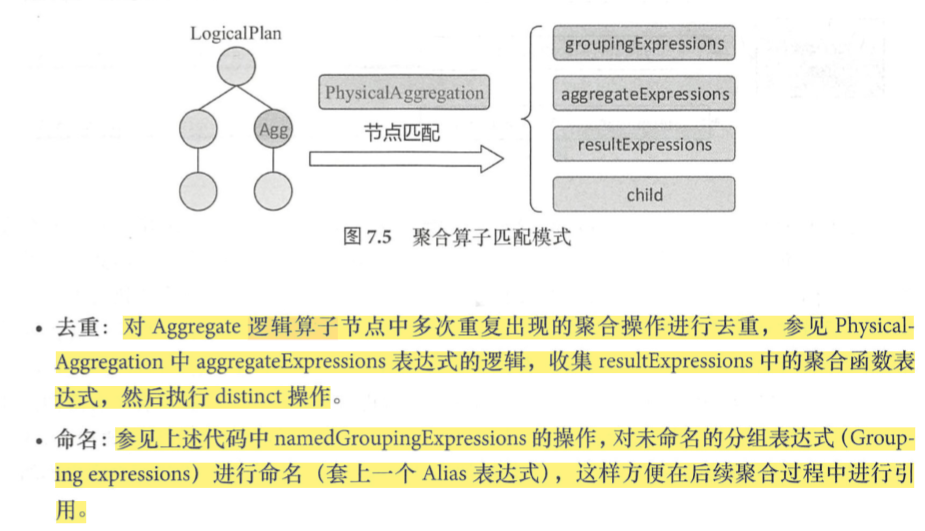 LogicalPlan
Agg
PhysicalAggregation
节点匹配
groupingExpressions
aggregateExpressions
resultExpressions
child
图 7.5 聚合算子匹配模式
• 去重：对 Aggregate 逻辑算子节点中多次重复出现的聚合操作进行去重，参见 Physical-
Aggregation 中 aggregateExpressions 表达式的逻辑，收集 resultExpressions 中的聚合函数表
达式，然后执行 distinct 操作。
• 命名：参见上述代码中 namedGroupingExpressions 的操作，对未命名的分组表达式（Group-
ing expressions）进行命名（套上一个 Alias 表达式），这样方便在后续聚合过程中进行引
用。